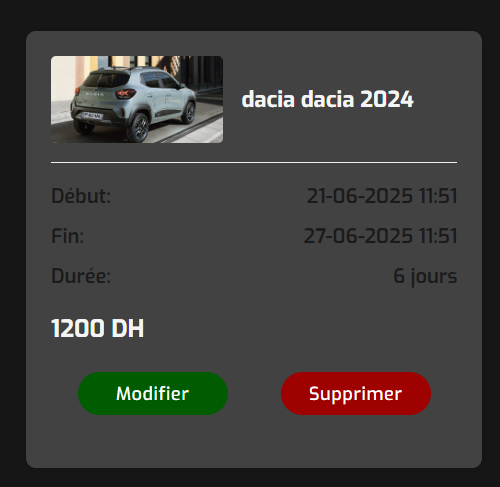 dacia dacia 2024
Début: 21-06-2025 11:51
Fin: 27-06-2025 11:51
Durée: 6 jours
1200 DH
Modifier Supprimer